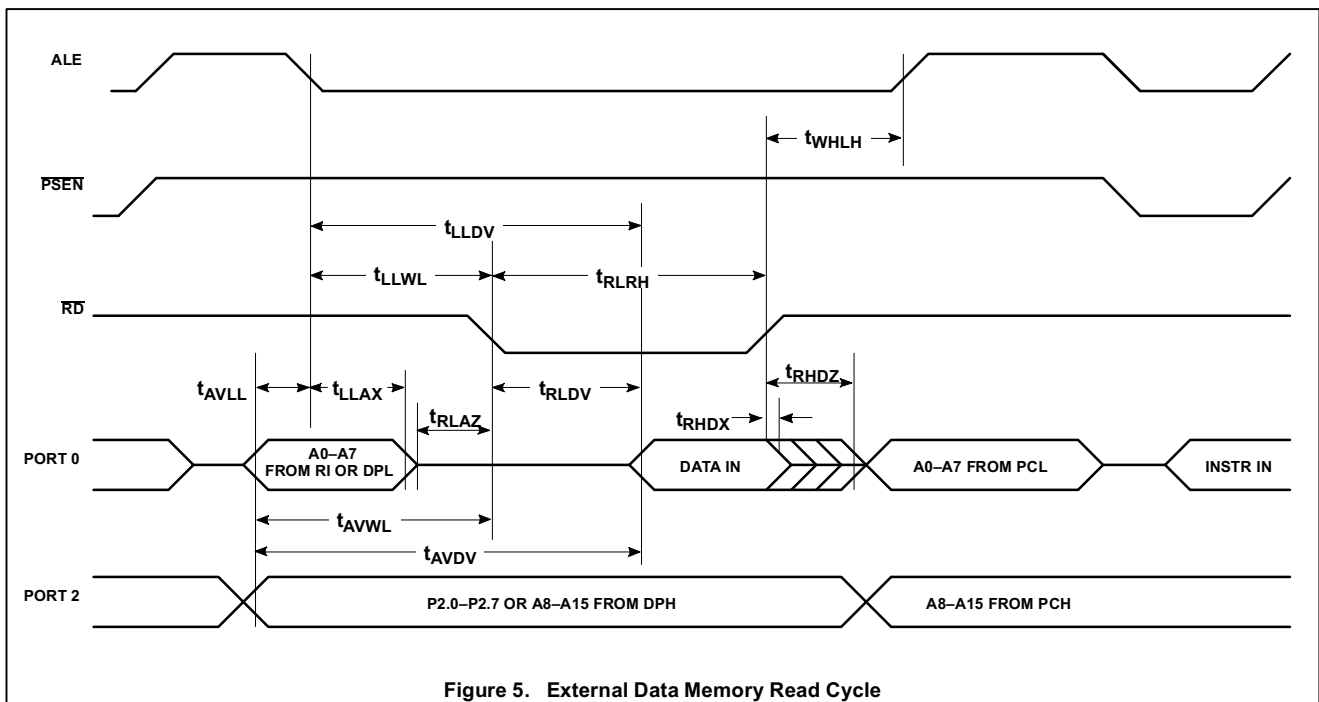 ALE
tWHLH
PSEN
tLLDV
tLLWL
tRLRH
RD
tAVLL
tLLAX
tRLAZ
tRLDV
tRHDZ
tRHDX
PORT 0
A0–A7
FROM RI OR DPL
DATA IN
A0–A7 FROM PCL
INSTR IN
tAVWL
tAVDV
PORT 2
P2.0–P2.7 OR A8–A15 FROM DPH
A8–A15 FROM PCH
Figure 5. External Data Memory Read Cycle